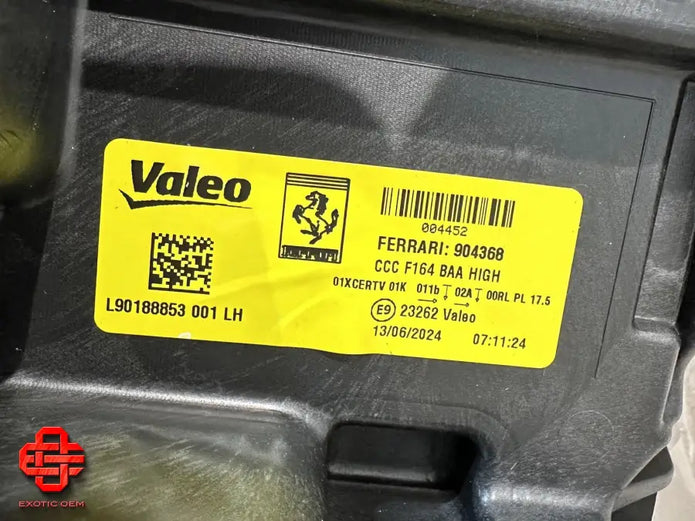 Valeo
L90188853 001 LH
Ferrari
004452
FERRARI: 904368
CCC F164 BAA HIGH
01XCERTV 01K 011b 02A 00RL PL 17.5
E9 23262 Valeo
13/06/2024 07:11:24
EXOTIC OEM